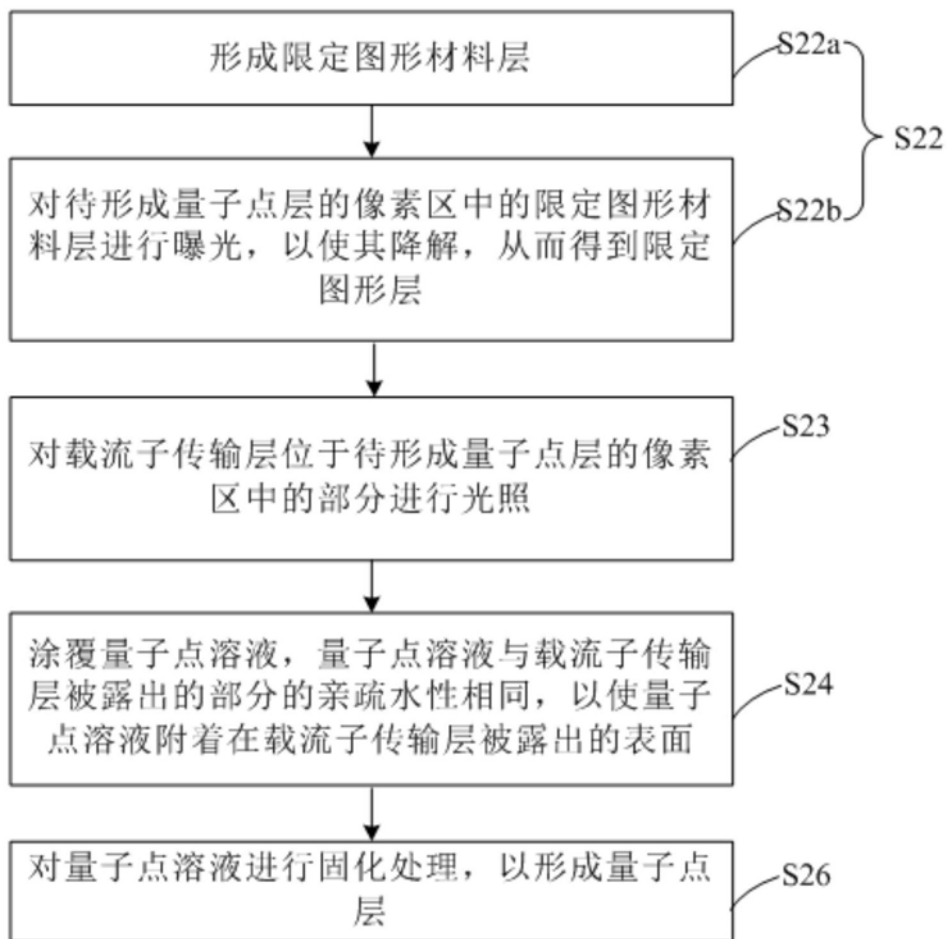 形成限定图形材料层
S22a
S22
对待形成量子点层的像素区中的限定图形材
料层进行曝光，以使其降解，从而得到限定
图形层
S22b
对载流子传输层位于待形成量子点层的像素
区中的部分进行光照
S23
涂覆量子点溶液，量子点溶液与载流子传输
层被露出的部分的亲疏水性相同，以使量子
点溶液附着在载流子传输层被露出的表面
S24
对量子点溶液进行固化处理，以形成量子点
层
S26